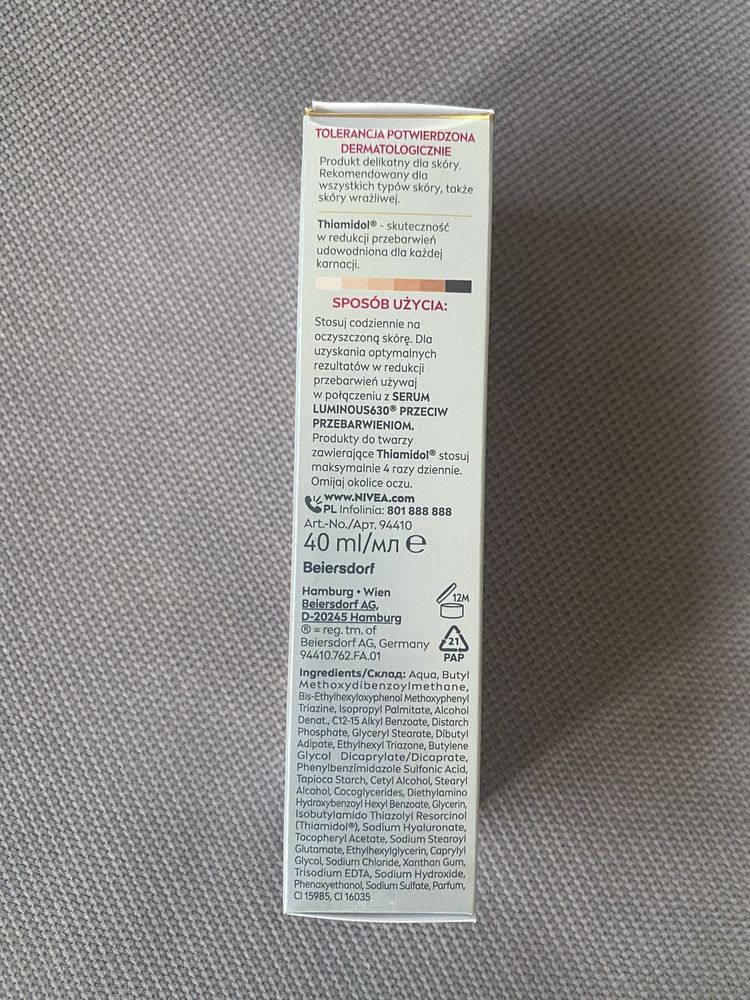 TOLERANCJA POTWIERDZONA
DERMATOLOGICZNIE
Produkt delikatny dla skóry.
Rekomendowany dla
wszystkich typów skóry, także
skóry wrażliwej.
Thiamidol® - skuteczność
w redukcji przebarwień
udowodniona dla każdej
karnacji.
SPOSÓB UŻYCIA:
Stosuj codziennie na
oczyszczoną skórę. Dla
uzyskania optymalnych
rezultatów w redukcji
przebarwień używaj
w połączeniu z SERUM
LUMINOUS630® PRZECIW
PRZEBARWIENIOM.
Produkty do twarzy
zawierające Thiamidol® stosuj
maksymalnie 4 razy dziennie.
Omijaj okolice oczu.
www.NIVEA.com
PL Infolinia: 801 888 888
Art.-No./Арт. 94410
40 ml/мл e
Beiersdorf
Hamburg • Wien
Beiersdorf AG,
D-20245 Hamburg
® = reg. tm. of
Beiersdorf AG, Germany
94410.762.FA.01
12M
21
PAP
Ingredients/Склад: Aqua, Butyl
Methoxydibenzoylmethane,
Bis-Ethylhexyloxyphenol Methoxyphenyl
Triazine, Isopropyl Palmitate, Alcohol
Denat., C12-15 Alkyl Benzoate, Distarch
Phosphate, Glyceryl Stearate, Dibutyl
Adipate, Ethylhexyl Triazone, Butylene
Glycol Dicaprylate/Dicaprate,
Phenylbenzimidazole Sulfonic Acid,
Tapioca Starch, Cetyl Alcohol, Stearyl
Alcohol, Cocoglycerides, Diethylamino
Hydroxybenzoyl Hexyl Benzoate, Glycerin,
Isobutylamido Thiazolyl Resorcinol
(Thiamidol®), Sodium Hyaluronate,
Tocopheryl Acetate, Sodium Stearoyl
Glutamate, Ethylhexylglycerin, Caprylyl
Glycol, Sodium Chloride, Xanthan Gum,
Trisodium EDTA, Sodium Hydroxide,
Phenoxyethanol, Sodium Sulfate, Parfum,
CI 15985, CI 16035